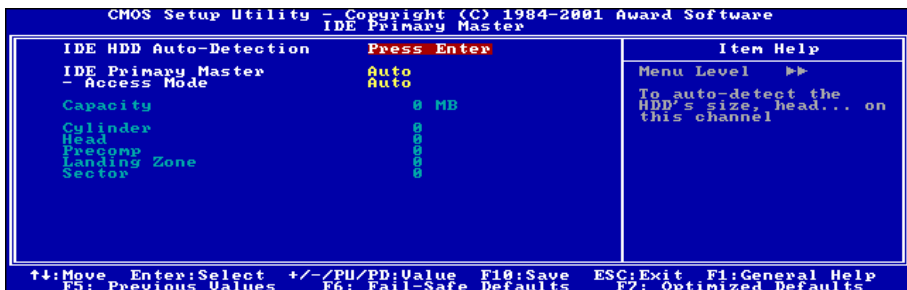 CMOS Setup Utility - Copyright (C) 1984-2001 Award Software
IDE Primary Master
IDE HDD Auto-Detection Press Enter
IDE Primary Master Auto
- Access Mode Auto
Capacity 0 MB
Cylinder 0
Head 0
Precomp 0
Landing Zone 0
Sector 0
Item Help
Menu Level ▸▸
To auto-detect the
HDD's size, head... on
this channel
↑↓:Move Enter:Select +/-/PU/PD:Value F10:Save ESC:Exit F1:General Help
F5: Previous Values F6: Fail-Safe Defaults F7: Optimized Defaults